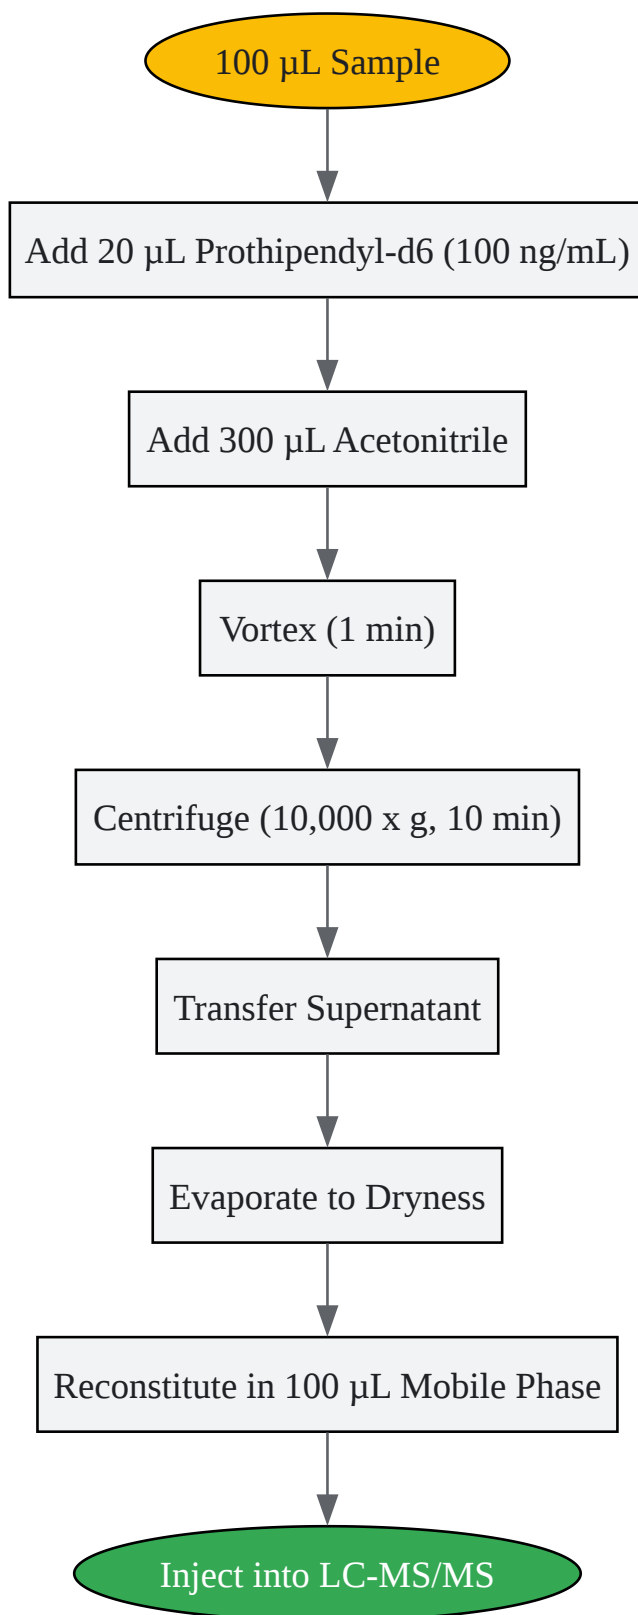 100 µL Sample
Add 20 µL Prothipendyl-d6 (100 ng/mL)
Add 300 µL Acetonitrile
Vortex (1 min)
Centrifuge (10,000 x g, 10 min)
Transfer Supernatant
Evaporate to Dryness
Reconstitute in 100 µL Mobile Phase
Inject into LC-MS/MS